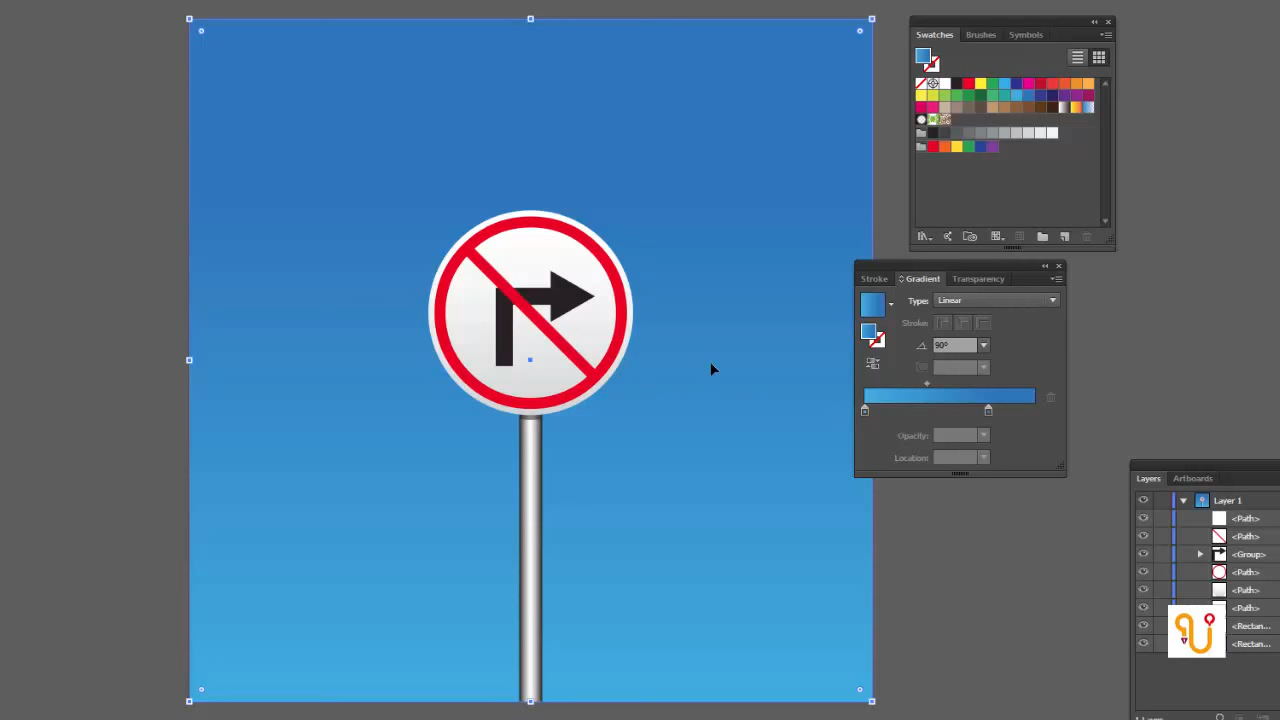 Swatches Brushes Symbols
Stroke Gradient Transparency
Type: Linear
Stroke:
90°
Opacity:
Location:
Layers Artboards
Layer 1
<Path>
<Path>
<Group>
<Path>
<Path>
<Path>
<Rectan...
<Rectan...